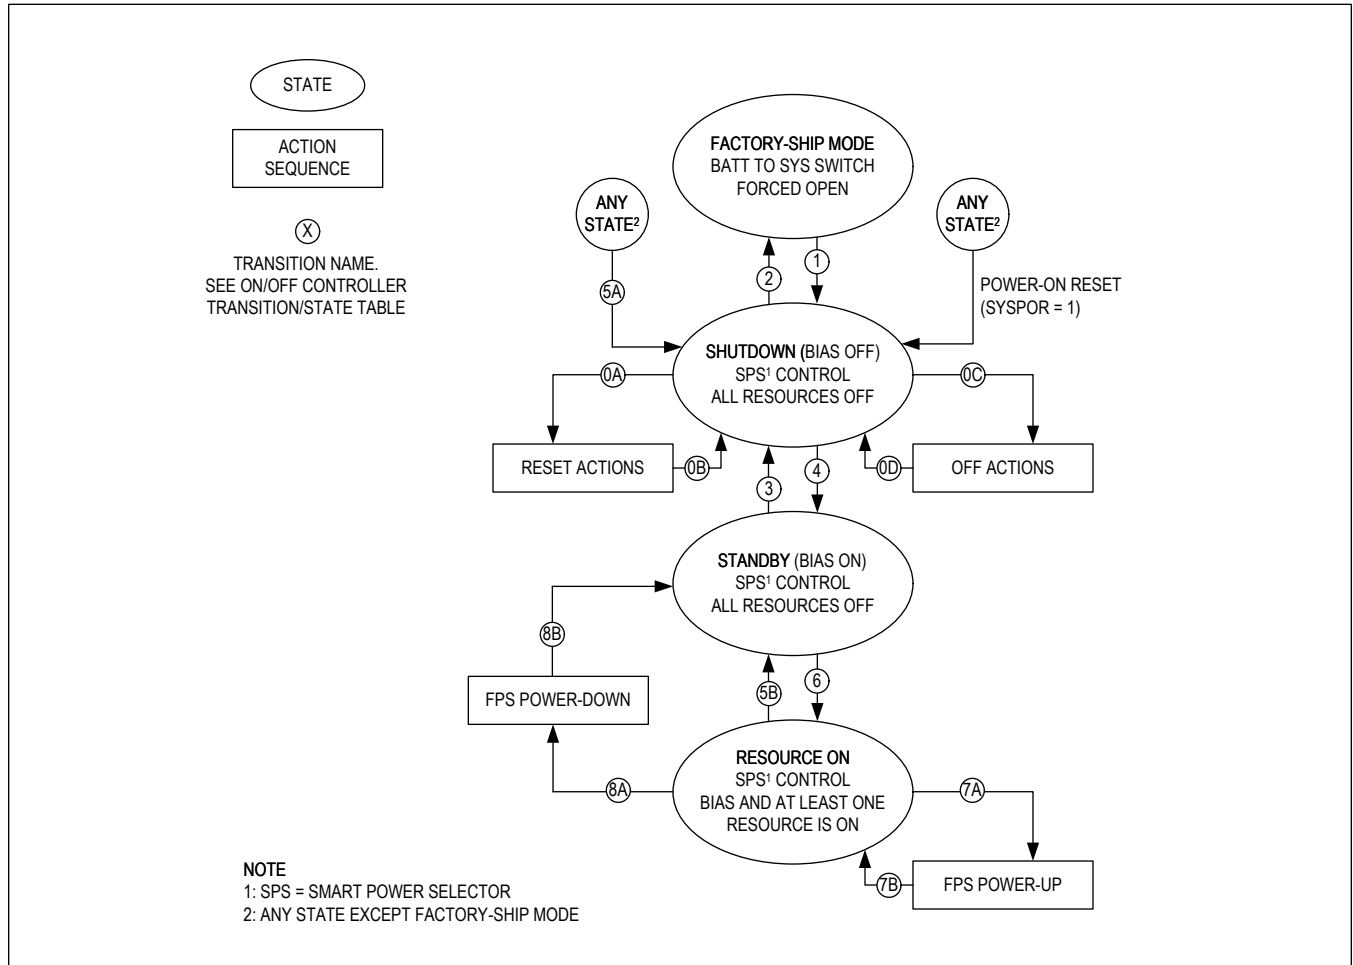 STATE
ACTION
SEQUENCE
X
TRANSITION NAME.
SEE ON/OFF CONTROLLER
TRANSITION/STATE TABLE
FACTORY-SHIP MODE
BATT TO SYS SWITCH
FORCED OPEN
ANY
STATE²
ANY
STATE²
2
1
5A
POWER-ON RESET
(SYSPOR = 1)
SHUTDOWN (BIAS OFF)
SPS¹ CONTROL
ALL RESOURCES OFF
0A
0C
RESET ACTIONS
0B
0D
OFF ACTIONS
3
4
STANDBY (BIAS ON)
SPS¹ CONTROL
ALL RESOURCES OFF
8B
5B
6
FPS POWER-DOWN
RESOURCE ON
SPS¹ CONTROL
BIAS AND AT LEAST ONE
RESOURCE IS ON
8A
7A
7B
FPS POWER-UP
NOTE
1: SPS = SMART POWER SELECTOR
2: ANY STATE EXCEPT FACTORY-SHIP MODE